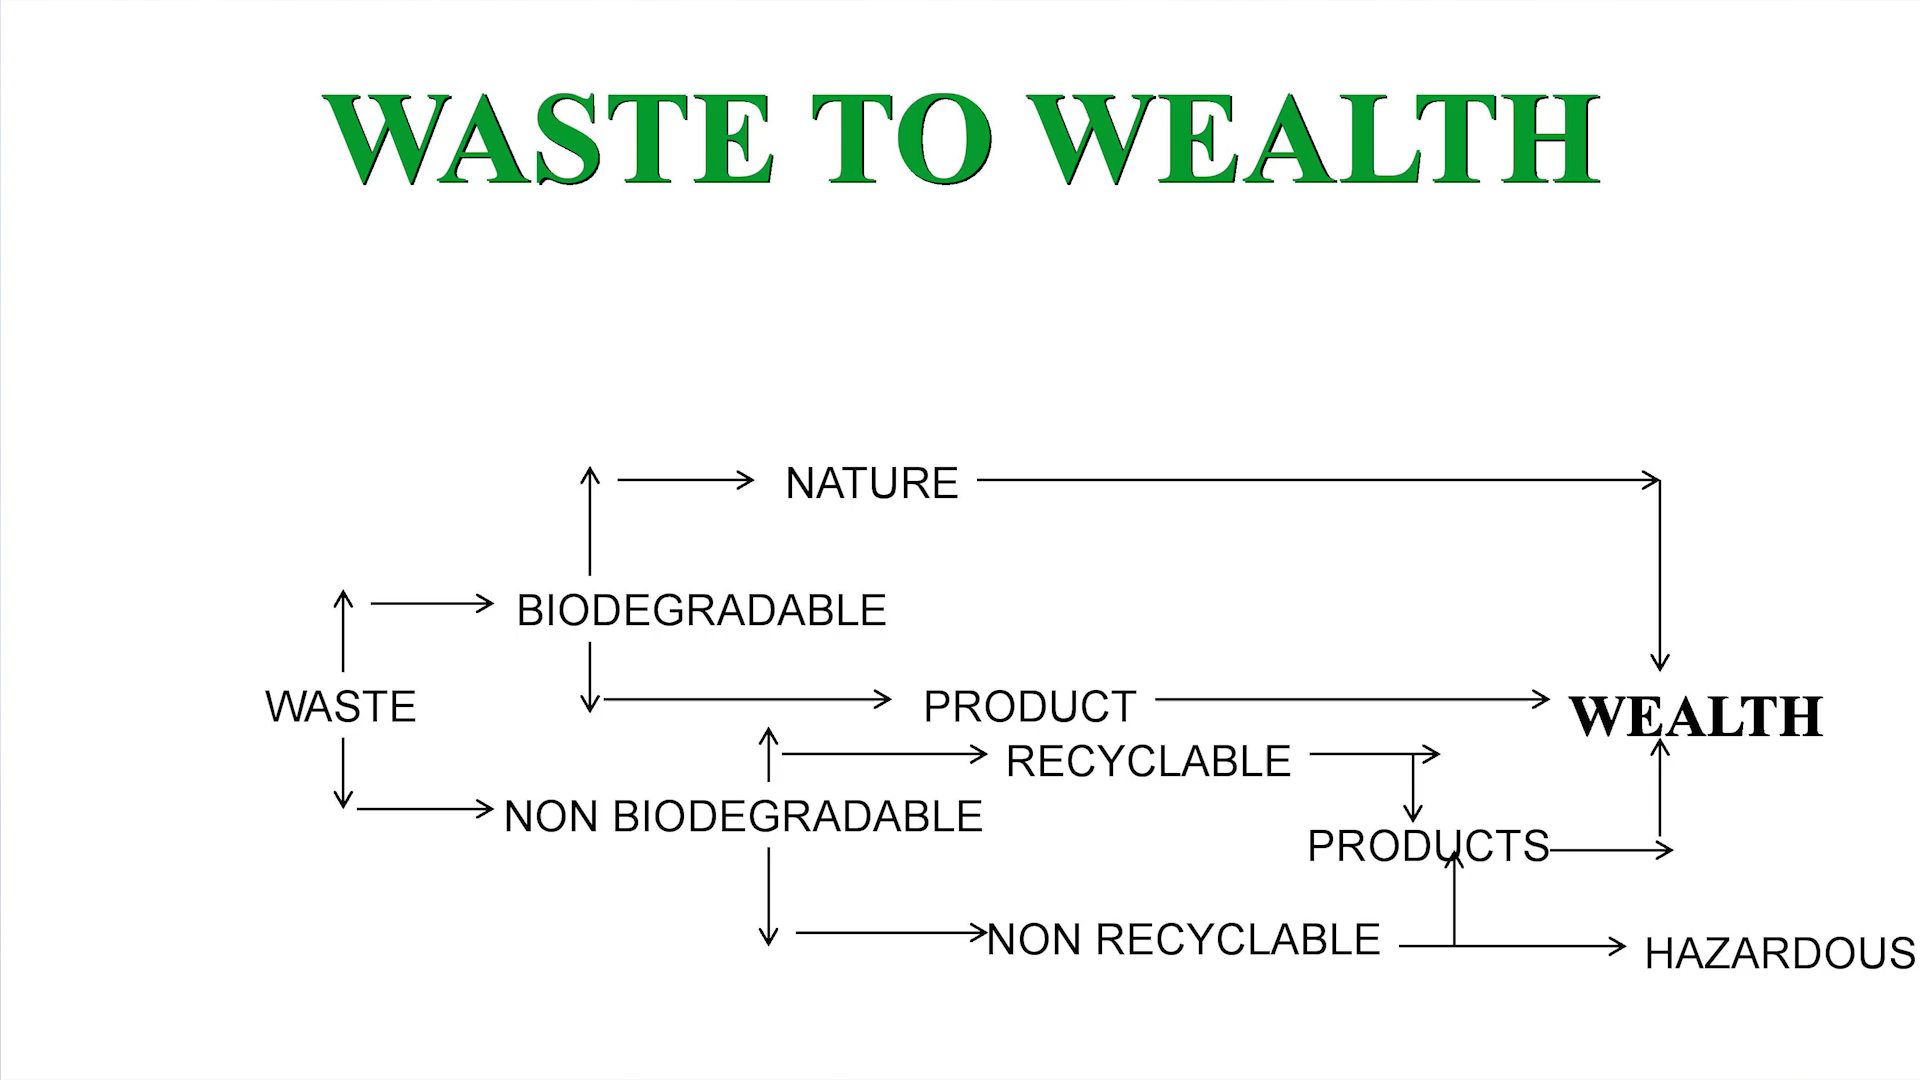 WASTE TO WEALTH
NATURE
BIODEGRADABLE
WASTE
PRODUCT
WEALTH
RECYCLABLE
NON BIODEGRADABLE
PRODUCTS
NON RECYCLABLE
HAZARDOUS